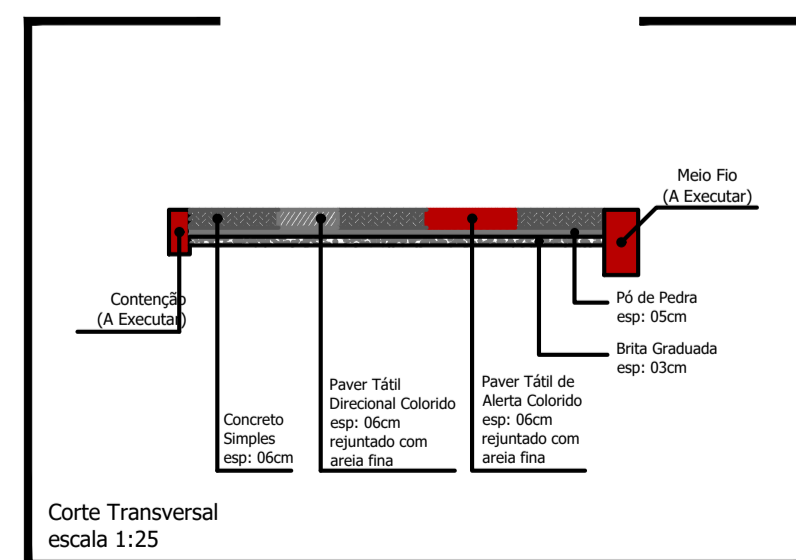 Meio Fio
(A Executar)
Contenção
(A Executar)
Pó de Pedra
esp: 05cm
Brita Graduada
esp: 03cm
Concreto
Simples
esp: 06cm
Paver Tátil
Direcional Colorido
esp: 06cm
rejuntado com
areia fina
Paver Tátil de
Alerta Colorido
esp: 06cm
rejuntado com
areia fina
Corte Transversal
escala 1:25